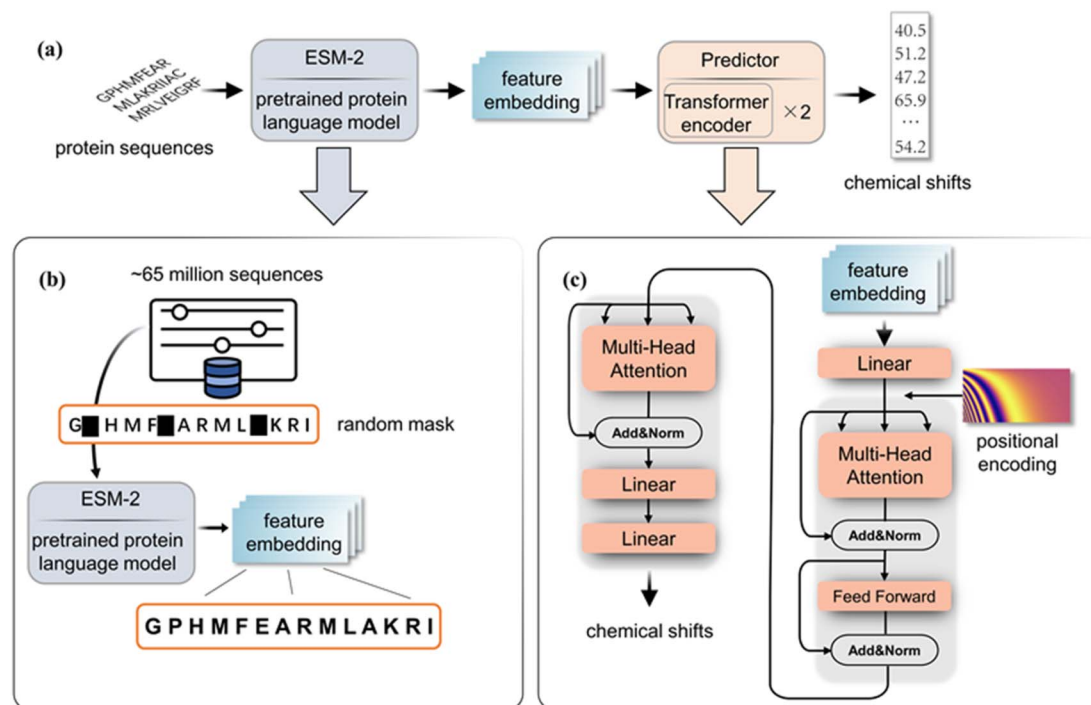 (a)
GPHMFEAR
MLAKRIIAC
MRLVEIGRF
protein sequences
ESM-2
pretrained protein
language model
feature
embedding
Predictor
Transformer
encoder
×2
40.5
51.2
47.2
65.9
...
54.2
chemical shifts
(b)
~65 million sequences
G HMF ARML KRI
random mask
ESM-2
pretrained protein
language model
feature
embedding
GPHMFEARMLAKRI
(c)
Multi-Head
Attention
Add&Norm
Linear
Linear
chemical shifts
feature
embedding
Linear
positional
encoding
Multi-Head
Attention
Add&Norm
Feed Forward
Add&Norm